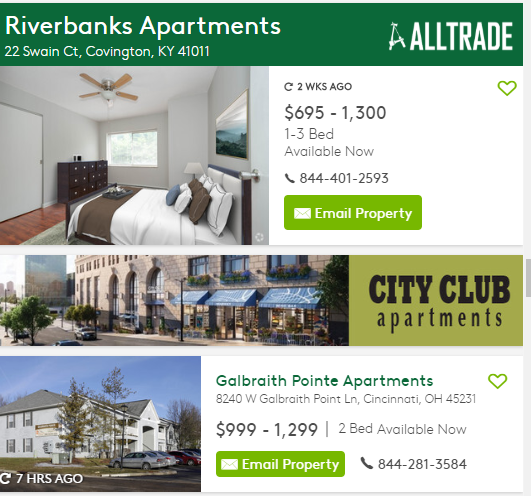 Riverbanks Apartments
22 Swain Ct, Covington, KY 41011
ALLTRADE
2 WKS AGO
$695 - 1,300
1-3 Bed
Available Now
844-401-2593
Email Property
CITY CLUB
apartments
Galbraith Pointe Apartments
8240 W Galbraith Point Ln, Cincinnati, OH 45231
$999 - 1,299 | 2 Bed Available Now
Email Property 844-281-3584
7 HRS AGO